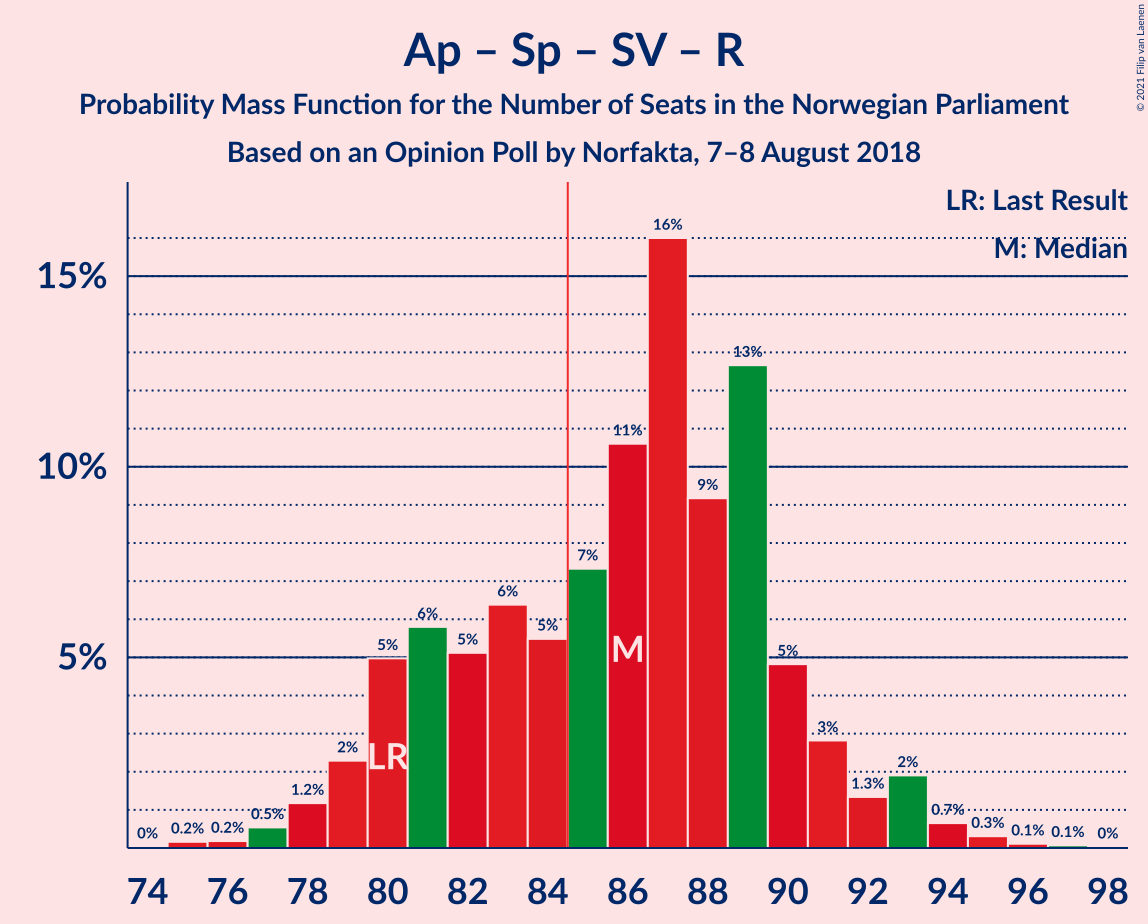 Ap – Sp – SV – R
Probability Mass Function for the Number of Seats in the Norwegian Parliament
Based on an Opinion Poll by Norfakta, 7–8 August 2018
© 2021 Filip van Laenen
LR: Last Result
M: Median
15%
10%
5%
0% 0.2% 0.2% 0.5% 1.2% 2% 5% 6% 5% 6% 5% 7% 11% 16% 9% 13% 5% 3% 1.3% 2% 0.7% 0.3% 0.1% 0.1% 0%
LR
M
74 76 78 80 82 84 86 88 90 92 94 96 98